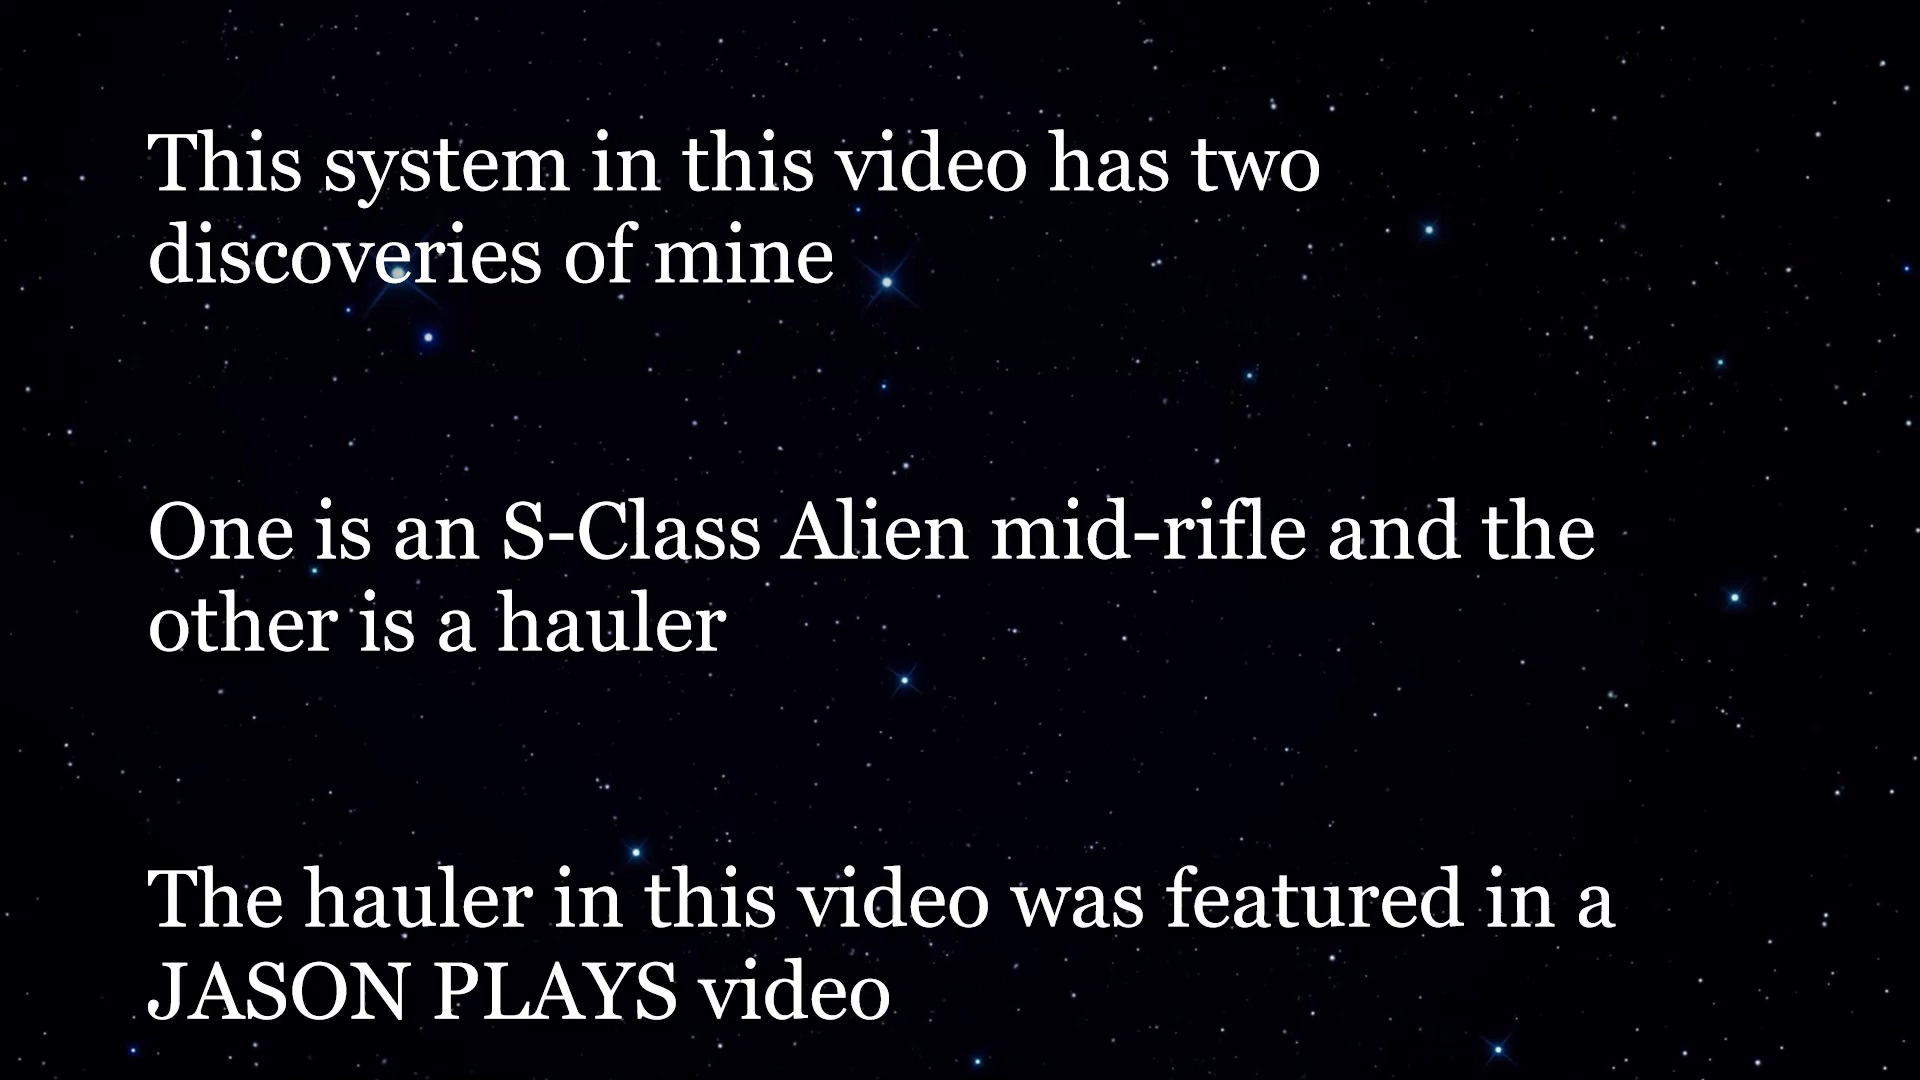 This system in this video has two
discoveries of mine
One is an S-Class Alien mid-rifle and the
other is a hauler
The hauler in this video was featured in a
JASON PLAYS video